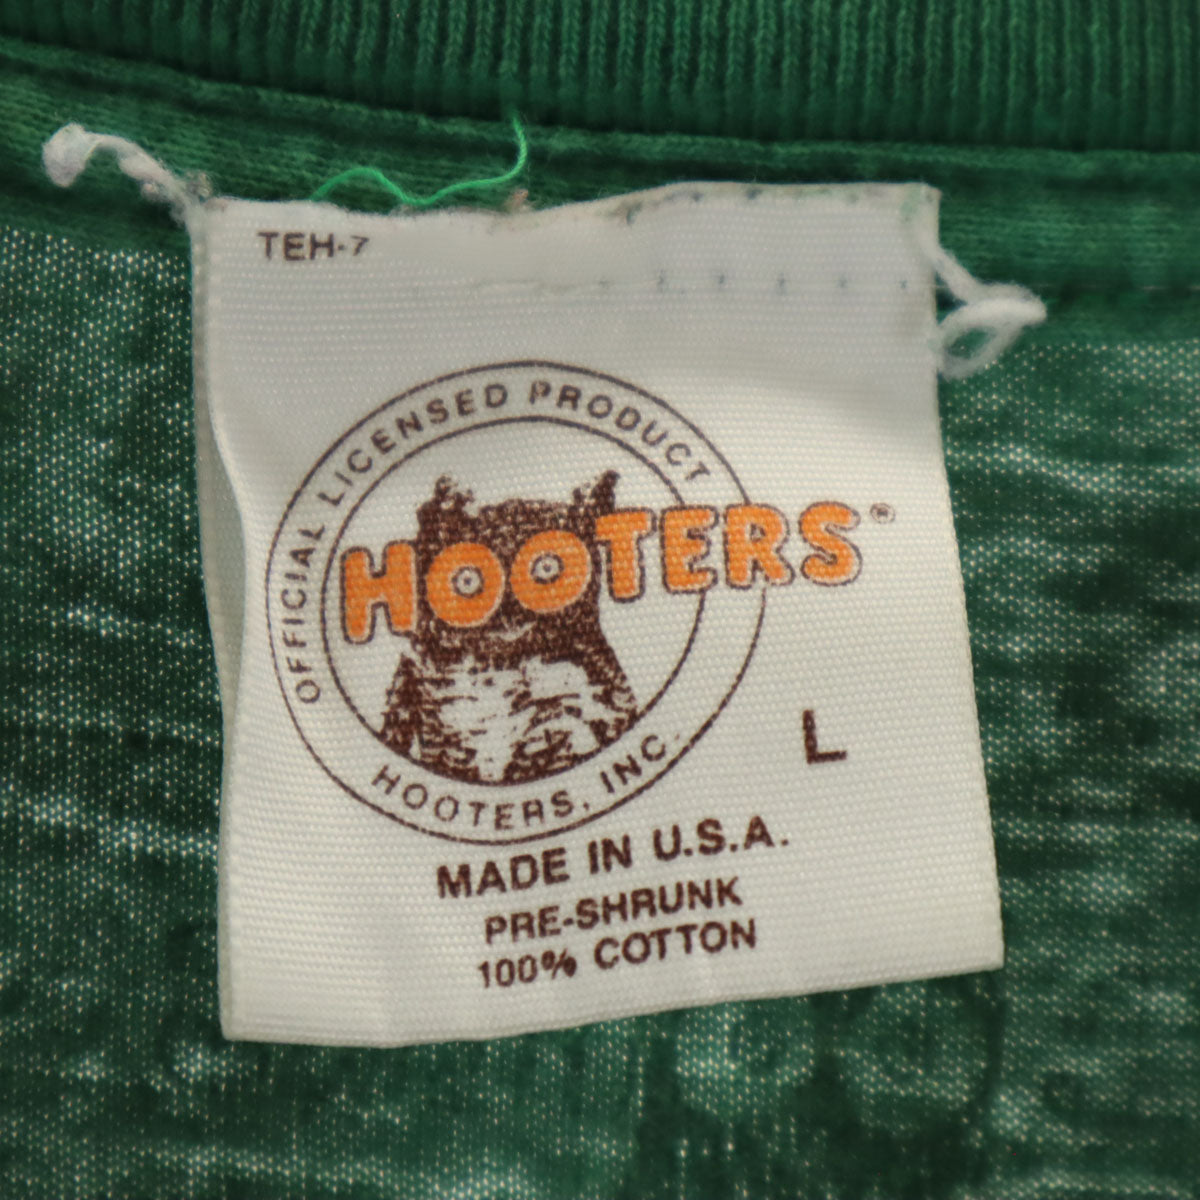 TEH-7
OFFICIAL LICENSED PRODUCT
HOOTERS®
HOOTERS, INC.
L
MADE IN U.S.A.
PRE-SHRUNK
100% COTTON